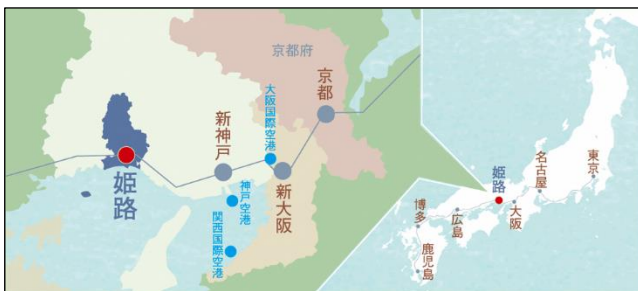 京都府
京都
大阪国際空港
新神戸
姫路
新大阪
神戸空港
関西国際空港
姫路
名古屋
東京
大阪
博多
広島
鹿児島